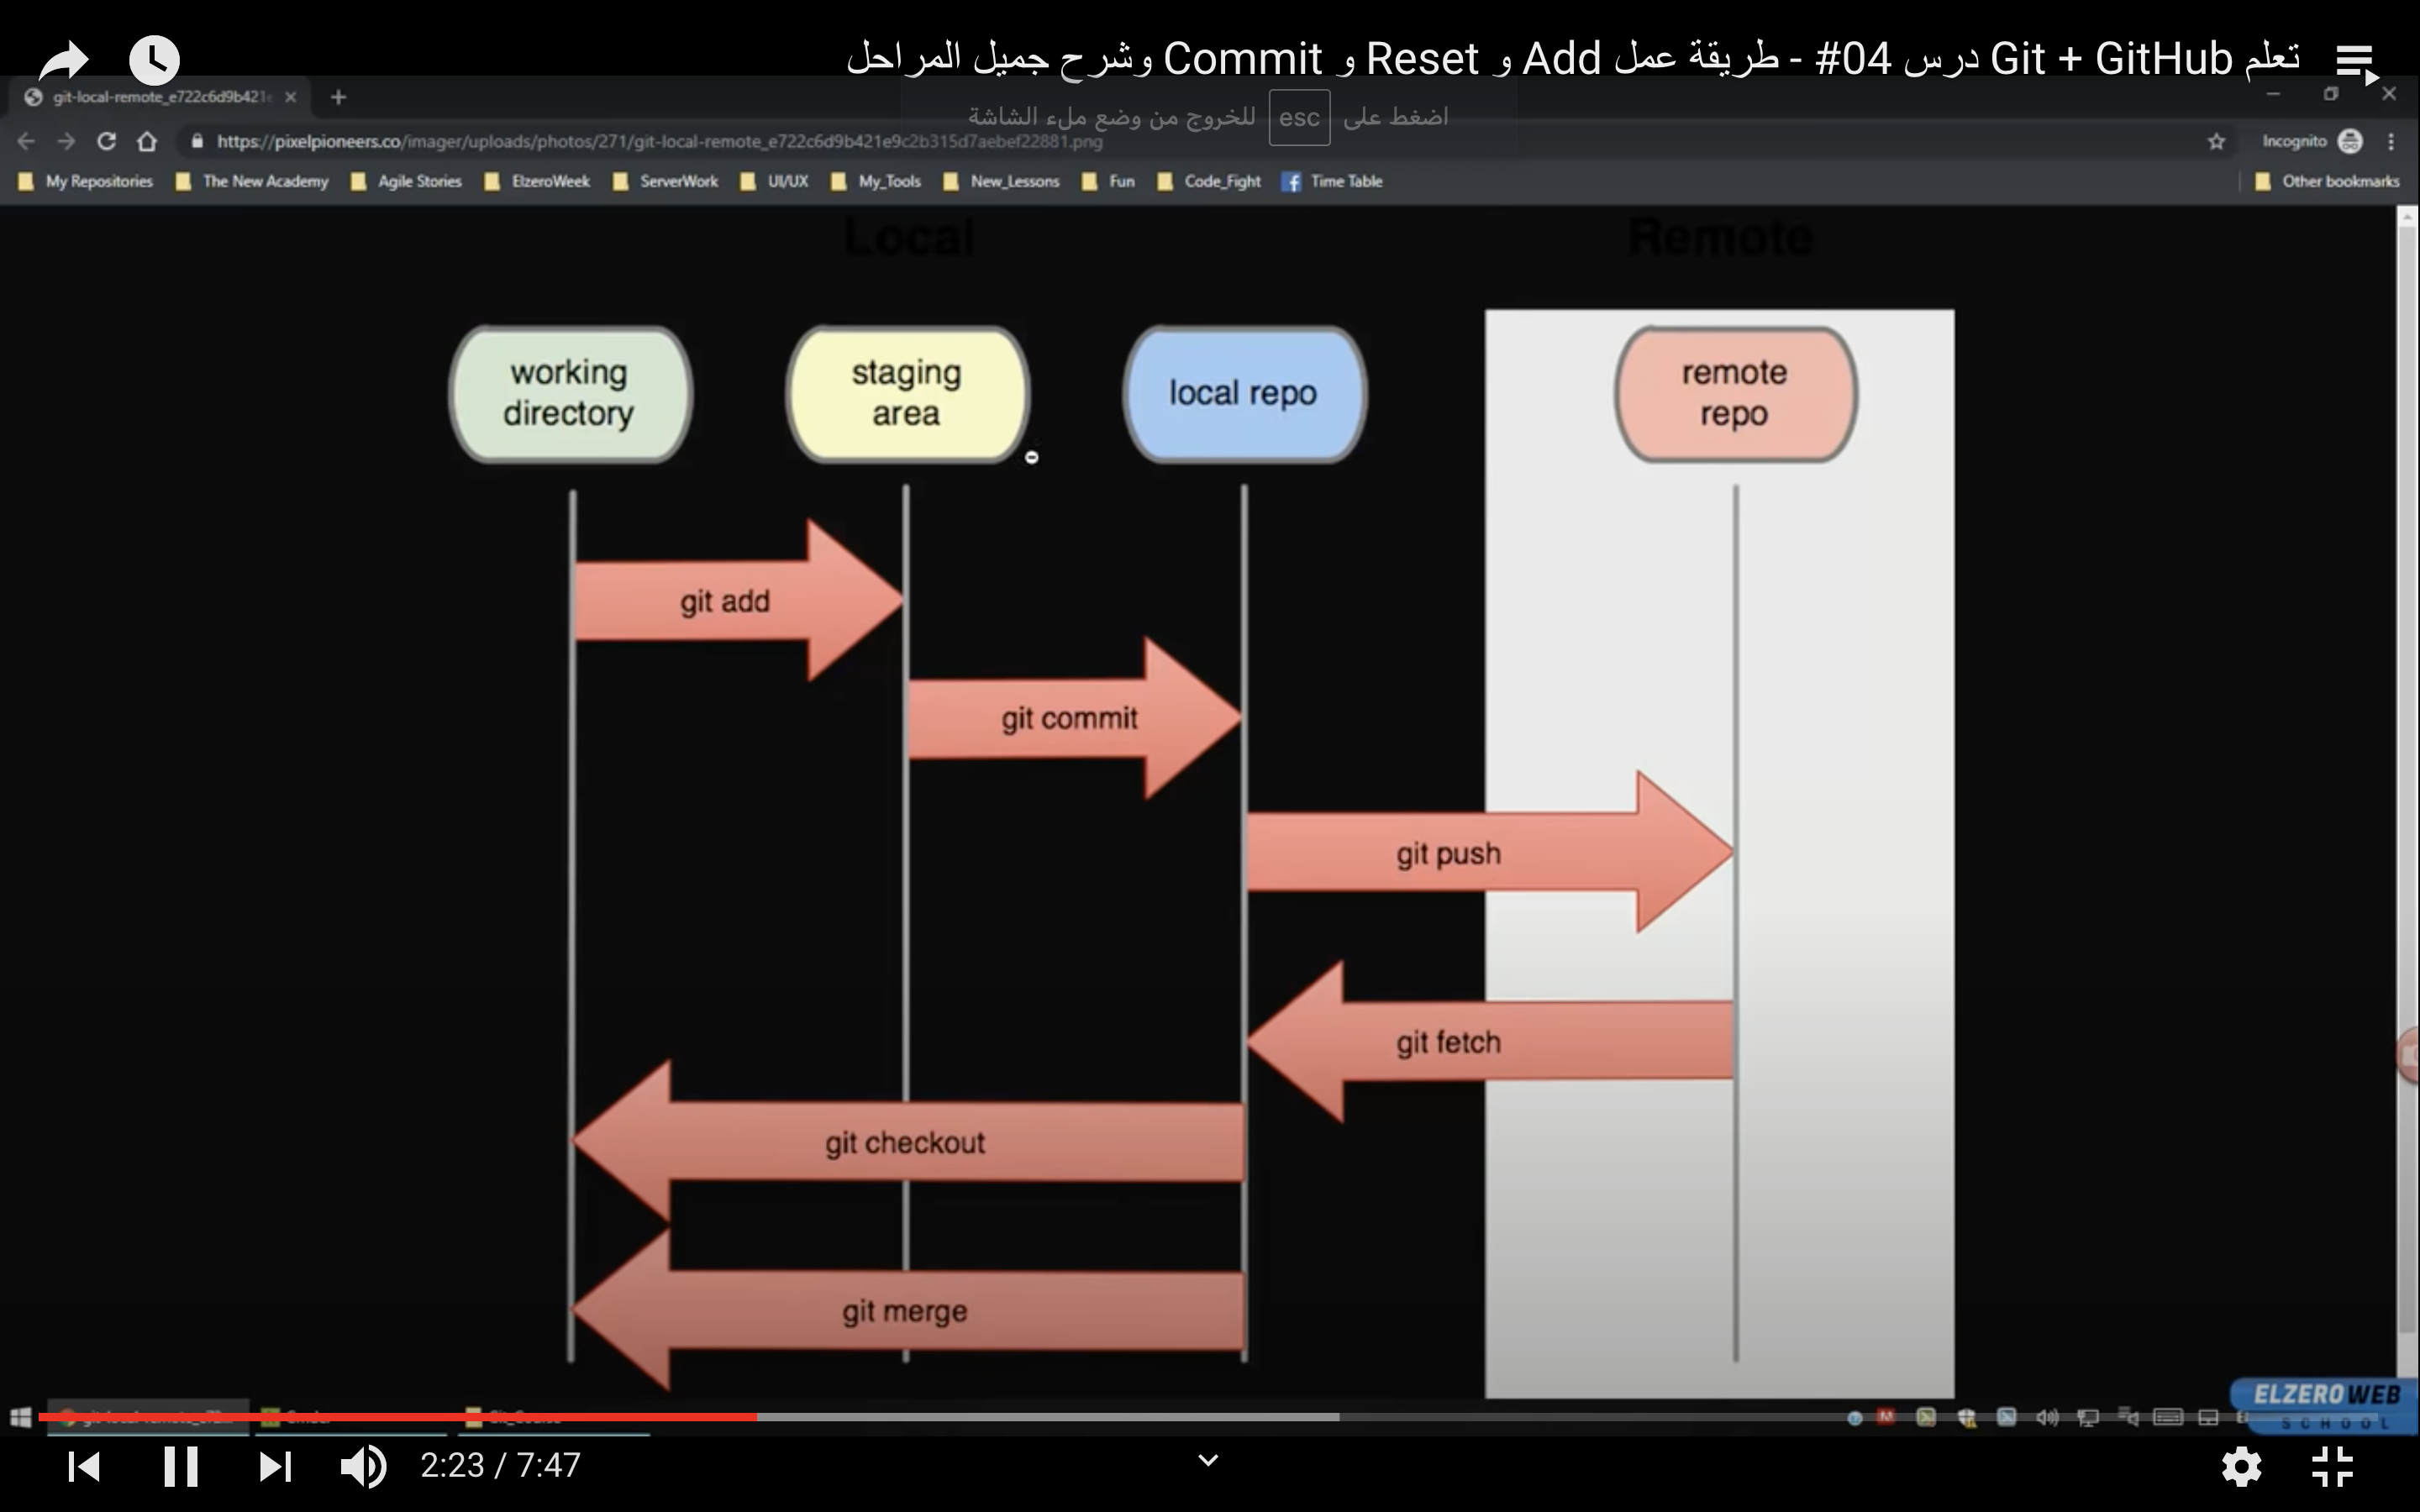 تعلم Git + GitHub درس 04# - طريقة عمل Add و Reset و Commit وشرح جميل المراحل
git-local-remote_e722c6d9b421e
اضغط على esc للخروج من وضع ملء الشاشة
https://pixelpioneers.co/imager/uploads/photos/271/git-local-remote_e722c6d9b421e9c2b315d7aebef22881.png
Incognito
My Repositories The New Academy Agile Stories ElzeroWeek ServerWork UI/UX My_Tools New_Lessons Fun Code_Fight Time Table Other bookmarks
Local Remote
working
directory
staging
area
local repo
remote
repo
git add
git commit
git push
git fetch
git checkout
git merge
ELZERO WEB
SCHOOL
2:23 / 7:47